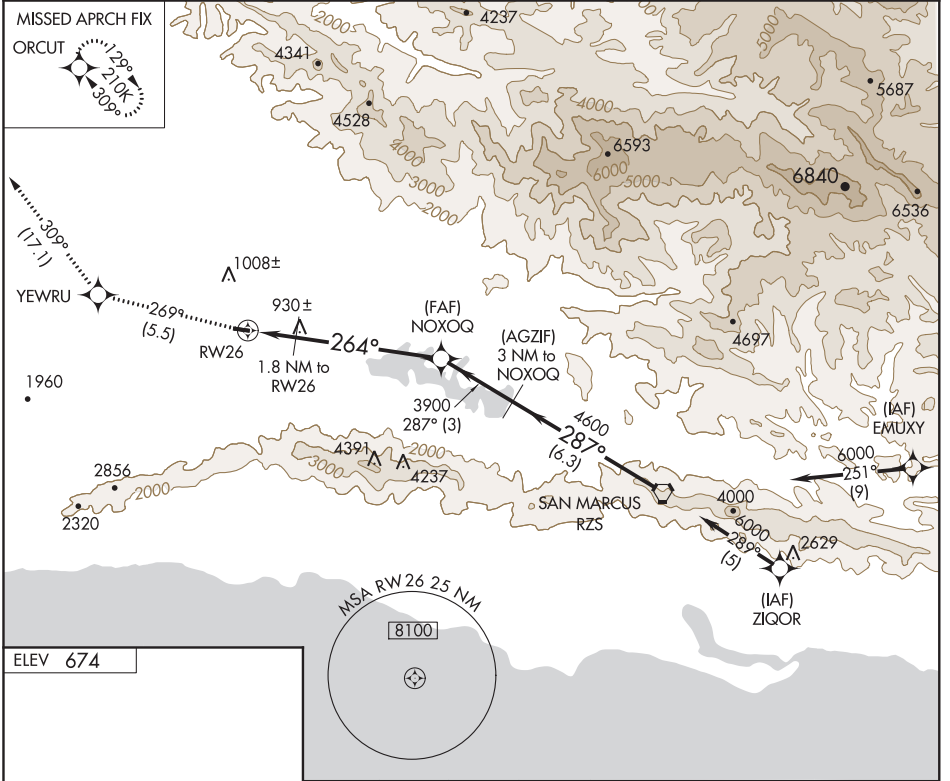 MISSED APRCH FIX
ORCUT
129°
210K
309°
4237
4341
4528
4000
3000
2000
2000
4000
5000
5687
6593
6000
5000
6840
6536
309°
(17.1)
YEWRU
1008±
269°
(5.5)
930±
RW26
264°
1.8 NM to
RW26
(FAF)
NOXOQ
(AGZIF)
3 NM to
NOXOQ
4697
1960
3900
287° (3)
4600
287°
(6.3)
(IAF)
EMUXY
6000
251°
(9)
4391
2000
3000
4237
2856
2000
2320
SAN MARCUS
RZS
4000
6000
289°
(5)
2629
(IAF)
ZIQOR
MSA RW26 25 NM
8100
ELEV 674